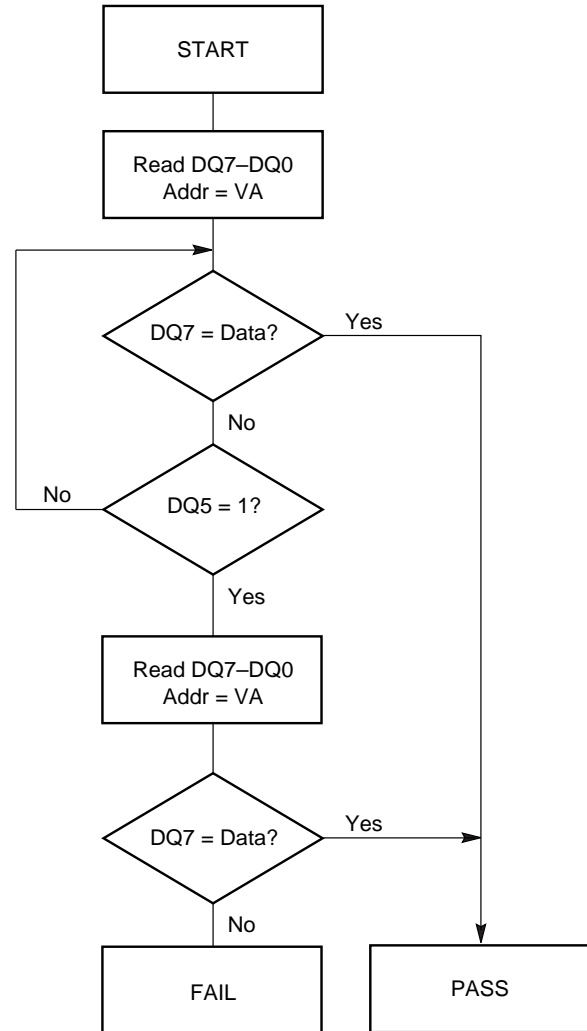 START
Read DQ7–DQ0
Addr = VA
DQ7 = Data?
Yes
No
DQ5 = 1?
No
Yes
Read DQ7–DQ0
Addr = VA
DQ7 = Data?
Yes
No
FAIL
PASS